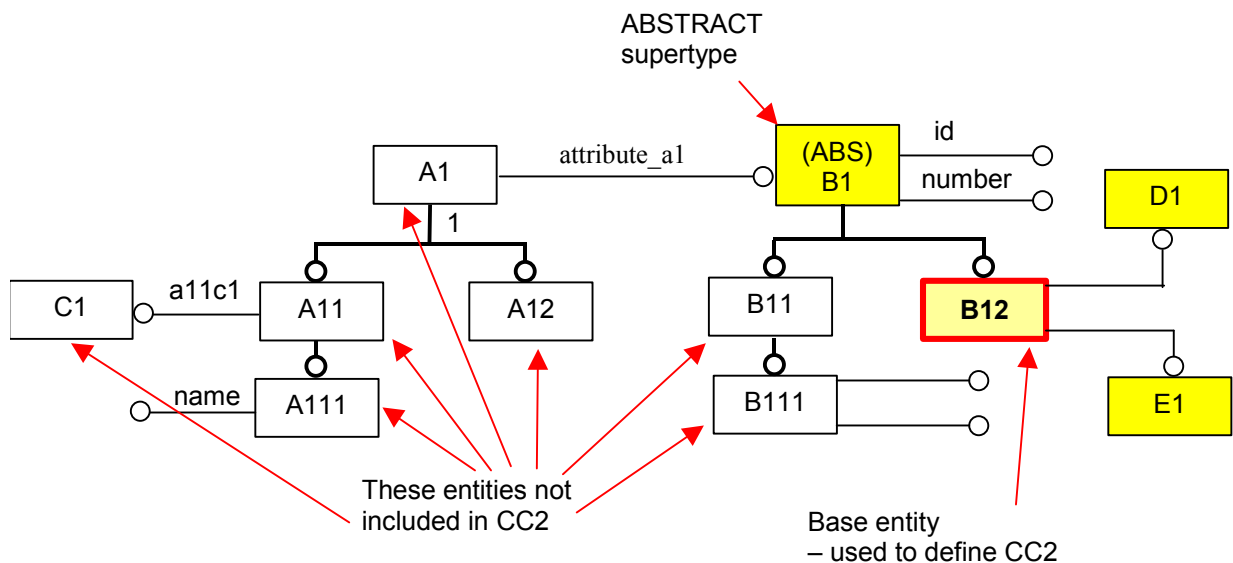 ABSTRACT
supertype
(ABS)
B1
id
number
attribute_a1
A1
1
D1
a11c1
C1
A11
A12
B11
B12
name
A111
B111
E1
These entities not
included in CC2
Base entity
– used to define CC2